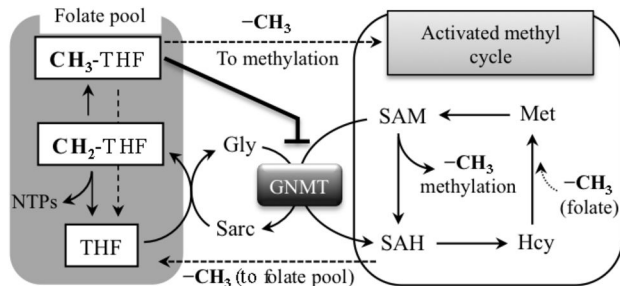 Folate pool
CH₃-THF
CH₂-THF
NTPs
THF
−CH₃
To methylation
Gly
GNMT
Sarc
−CH₃ (to folate pool)
Activated methyl
cycle
SAM
Met
−CH₃
methylation
−CH₃
(folate)
SAH
Hcy